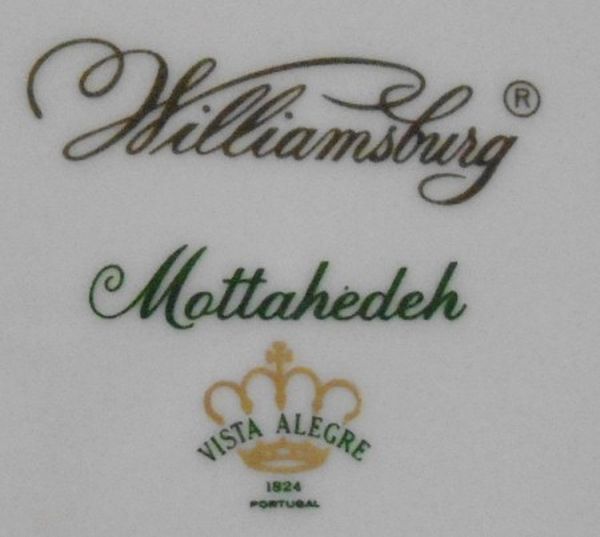 Williamsburg®
Mottahedeh
VISTA ALEGRE
1824
PORTUGAL